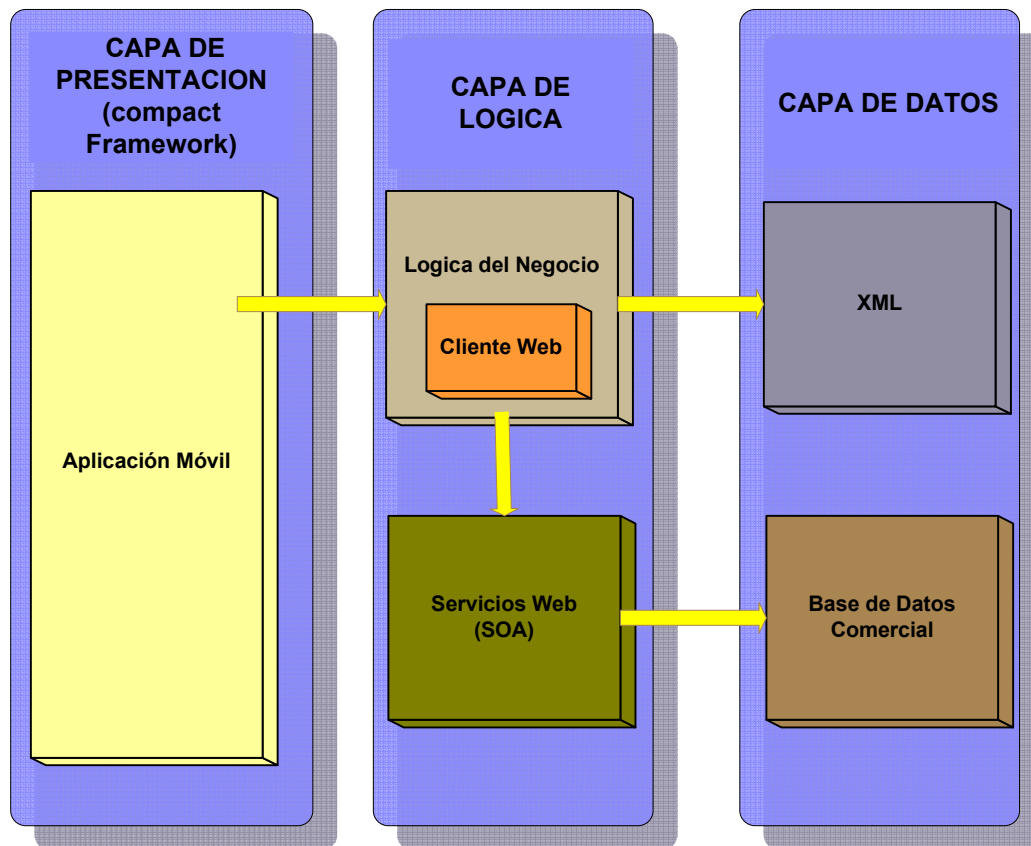 CAPA DE
PRESENTACION
(compact
Framework)
Aplicación Móvil
CAPA DE
LOGICA
Logica del Negocio
Cliente Web
Servicios Web
(SOA)
CAPA DE DATOS
XML
Base de Datos
Comercial